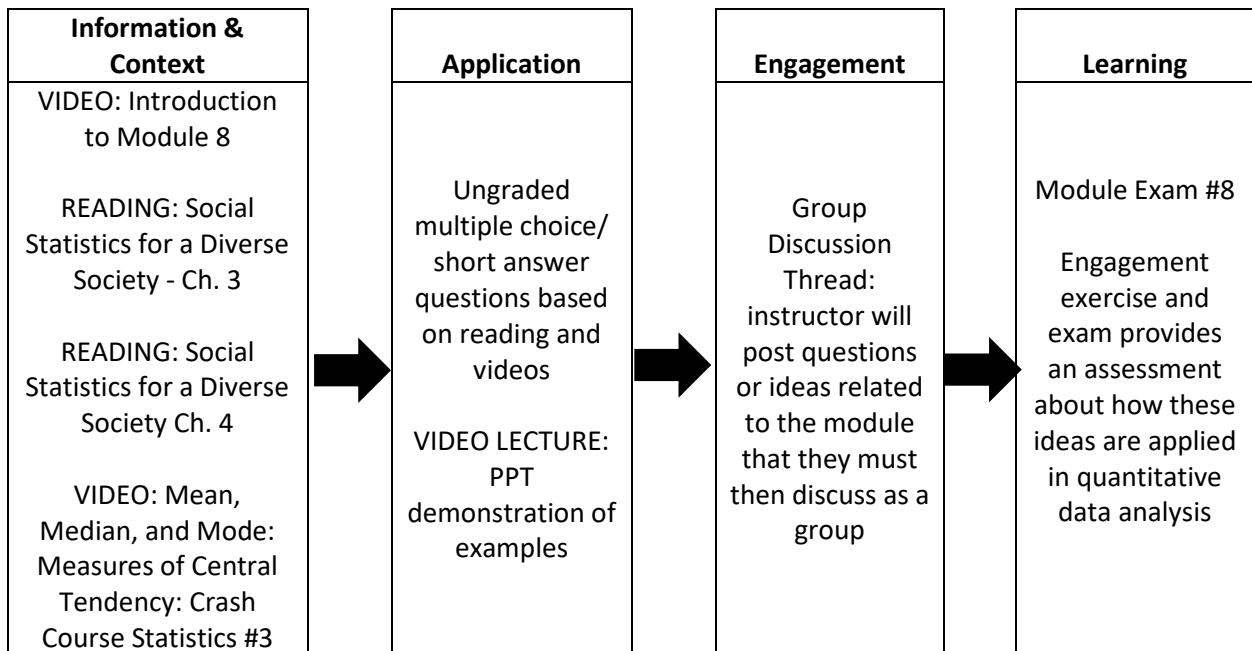 Information &
Context
VIDEO: Introduction
to Module 8
READING: Social
Statistics for a Diverse
Society - Ch. 3
READING: Social
Statistics for a Diverse
Society Ch. 4
VIDEO: Mean,
Median, and Mode:
Measures of Central
Tendency: Crash
Course Statistics #3
Application
Ungraded
multiple choice/
short answer
questions based
on reading and
videos
VIDEO LECTURE:
PPT
demonstration of
examples
Engagement
Group
Discussion
Thread:
instructor will
post questions
or ideas related
to the module
that they must
then discuss as a
group
Learning
Module Exam #8
Engagement
exercise and
exam provides
an assessment
about how these
ideas are applied
in quantitative
data analysis